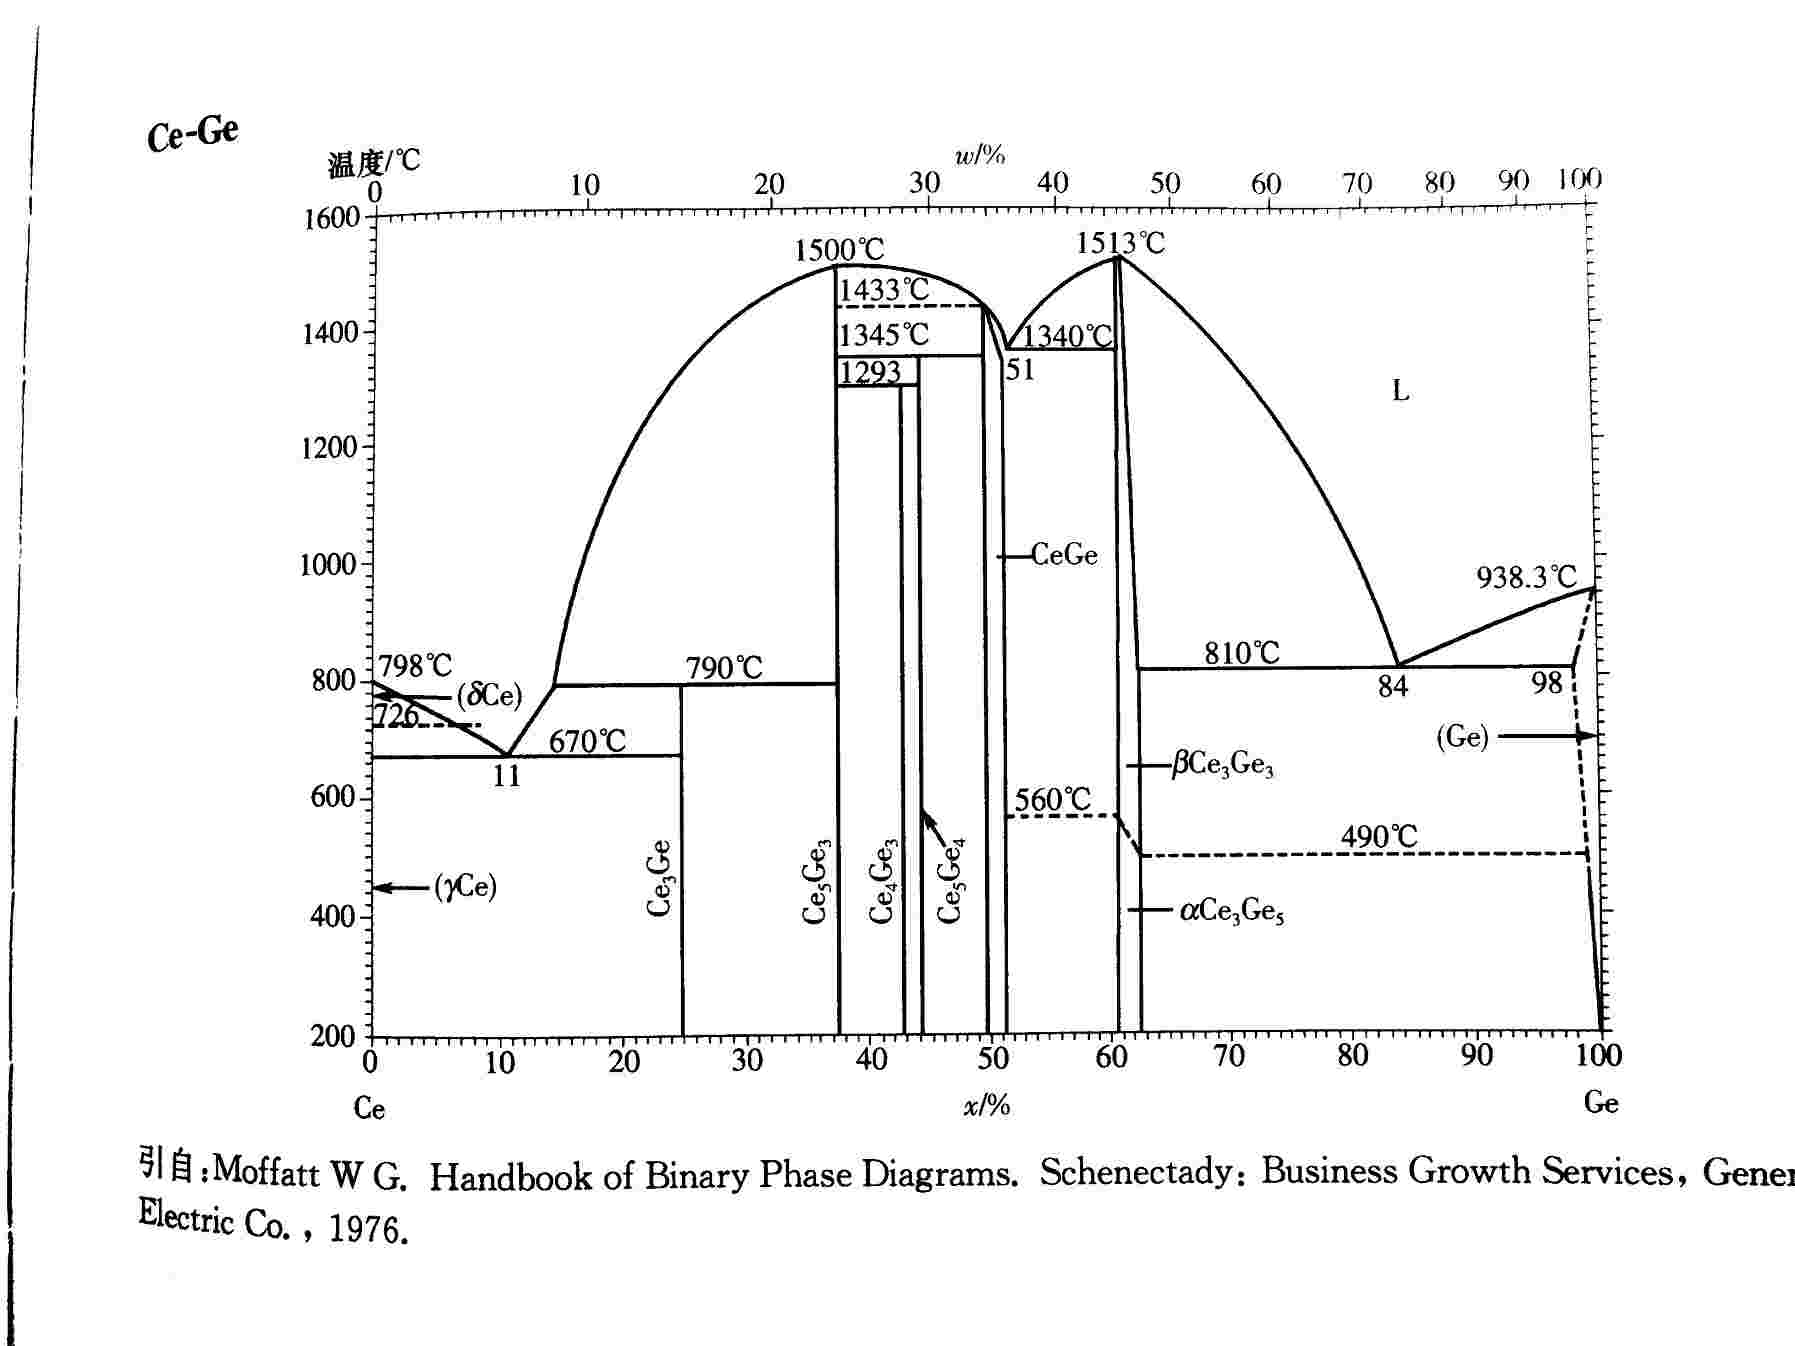 Ce-Ge
温度/℃
w/%
0 10 20 30 40 50 60 70 80 90 100
1600
1500℃
1513℃
1433℃
1400
1345℃
1340℃
1293
51
L
1200
1000
CeGe
938.3℃
800
798℃
790℃
810℃
(δCe)
84
98
726
670℃
(Ge)
11
βCe₃Ge₃
600
560℃
490℃
Ce₃Ge
Ce₅Ge₃
Ce₄Ge₃
Ce₅Ge₄
(γCe)
400
αCe₃Ge₅
200
0 10 20 30 40 50 60 70 80 90 100
Ce
x/%
Ge
引自:Moffatt W G. Handbook of Binary Phase Diagrams. Schenectady: Business Growth Services, Gener
Electric Co., 1976.